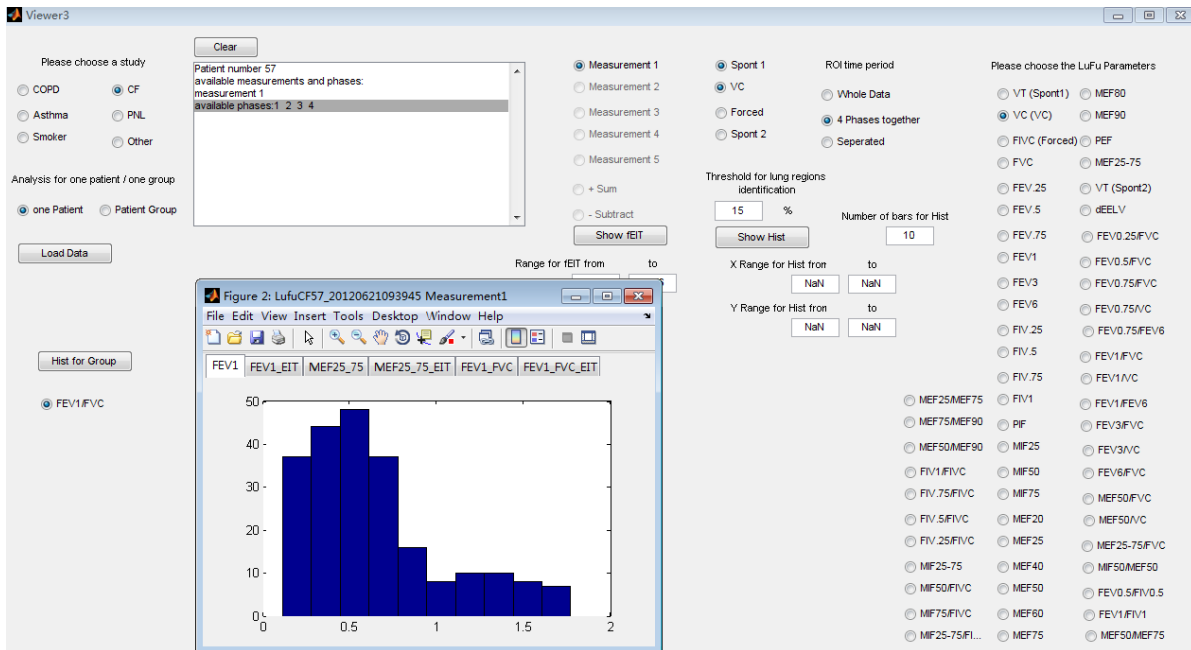 Viewer3
Please choose a study
COPD
CF
Asthma
PNL
Smoker
Other
Analysis for one patient / one group
one Patient
Patient Group
Load Data
Hist for Group
FEV1/FVC
Clear
Patient number 57
available measurements and phases:
measurement 1
available phases:1 2 3 4
Measurement 1
Measurement 2
Measurement 3
Measurement 4
Measurement 5
+ Sum
- Subtract
Show fEIT
Range for fEIT from
to
Spont 1
VC
Forced
Spont 2
ROI time period
Whole Data
4 Phases together
Seperated
Threshold for lung regions
identification
15 %
Show Hist
Number of bars for Hist
10
X Range for Hist from
to
NaN NaN
Y Range for Hist from
to
NaN NaN
Figure 2: LufuCF57_20120621093945 Measurement1
File Edit View Insert Tools Desktop Window Help
FEV1 FEV1_EIT MEF25_75 MEF25_75_EIT FEV1_FVC FEV1_FVC_EIT
50
40
30
20
10
0
0 0.5 1 1.5 2
Please choose the LuFu Parameters
VT (Spont1) MEF80
VC (VC) MEF90
FIVC (Forced) PEF
FVC MEF25-75
FEV.25 VT (Spont2)
FEV.5 dEELV
FEV.75 FEV0.25/FVC
FEV1 FEV0.5/FVC
FEV3 FEV0.75/FVC
FEV6 FEV0.75/VC
FIV.25 FEV0.75/FEV6
FIV.5 FEV1/FVC
FIV.75 FEV1/VC
MEF25/MEF75 FIV1 FEV1/FEV6
MEF75/MEF90 PIF FEV3/FVC
MEF50/MEF90 MIF25 FEV3/VC
FIV1/FIVC MIF50 FEV6/FVC
FIV.75/FIVC MIF75 MEF50/FVC
FIV.5/FIVC MEF20 MEF50/VC
FIV.25/FIVC MEF25 MEF25-75/FVC
MIF25-75 MEF40 MIF50/MEF50
MIF50/FIVC MEF50 FEV0.5/FIV0.5
MIF75/FIVC MEF60 FEV1/FIV1
MIF25-75/FI... MEF75 MEF50/MEF75